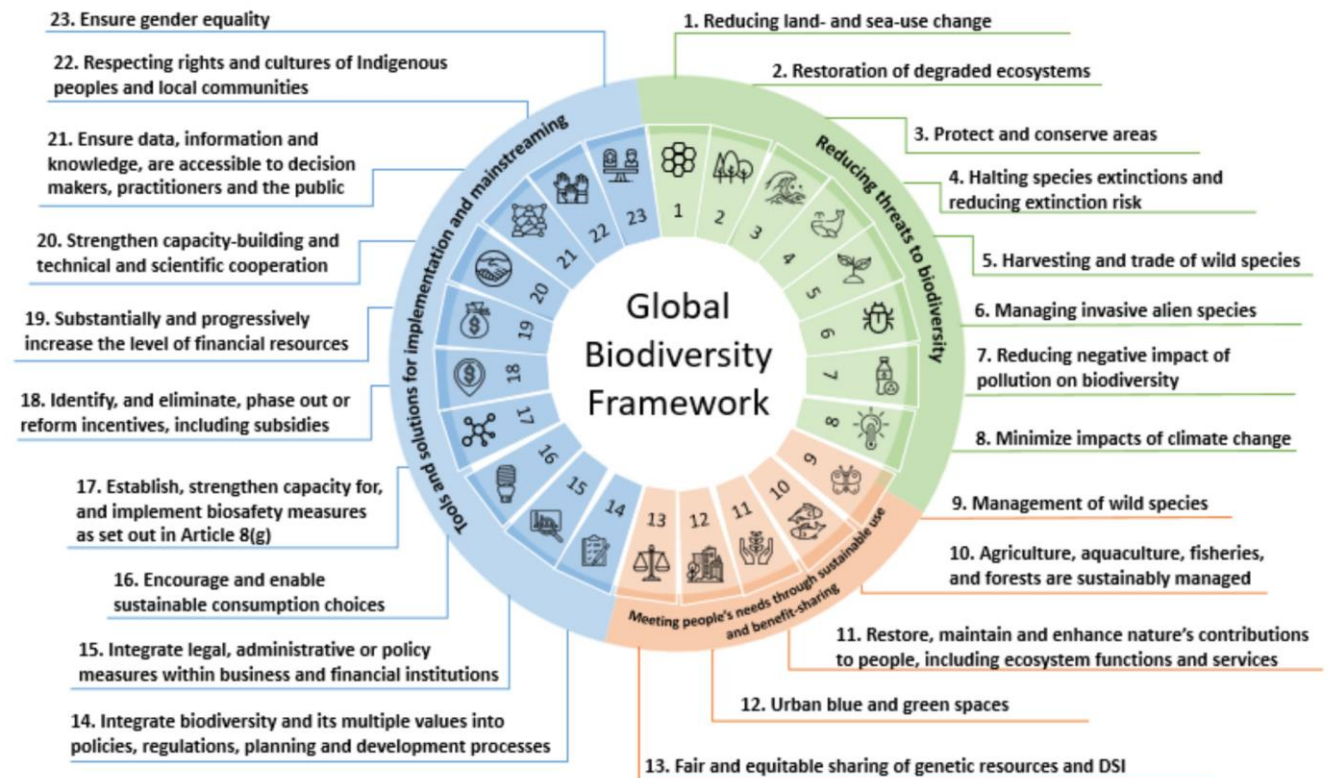 23. Ensure gender equality
22. Respecting rights and cultures of Indigenous
peoples and local communities
21. Ensure data, information and
knowledge, are accessible to decision
makers, practitioners and the public
20. Strengthen capacity-building and
technical and scientific cooperation
19. Substantially and progressively
increase the level of financial resources
18. Identify, and eliminate, phase out or
reform incentives, including subsidies
17. Establish, strengthen capacity for,
and implement biosafety measures
as set out in Article 8(g)
16. Encourage and enable
sustainable consumption choices
15. Integrate legal, administrative or policy
measures within business and financial institutions
14. Integrate biodiversity and its multiple values into
policies, regulations, planning and development processes
1. Reducing land- and sea-use change
2. Restoration of degraded ecosystems
3. Protect and conserve areas
4. Halting species extinctions and
reducing extinction risk
5. Harvesting and trade of wild species
6. Managing invasive alien species
7. Reducing negative impact of
pollution on biodiversity
8. Minimize impacts of climate change
9. Management of wild species
10. Agriculture, aquaculture, fisheries,
and forests are sustainably managed
11. Restore, maintain and enhance nature's contributions
to people, including ecosystem functions and services
12. Urban blue and green spaces
13. Fair and equitable sharing of genetic resources and DSI
Tools and solutions for implementation and mainstreaming
Reducing threats to biodiversity
Meeting people's needs through sustainable use
and benefit-sharing
1
2
3
4
5
6
7
8
9
10
11
12
13
14
15
16
17
18
19
20
21
22
23
Global
Biodiversity
Framework